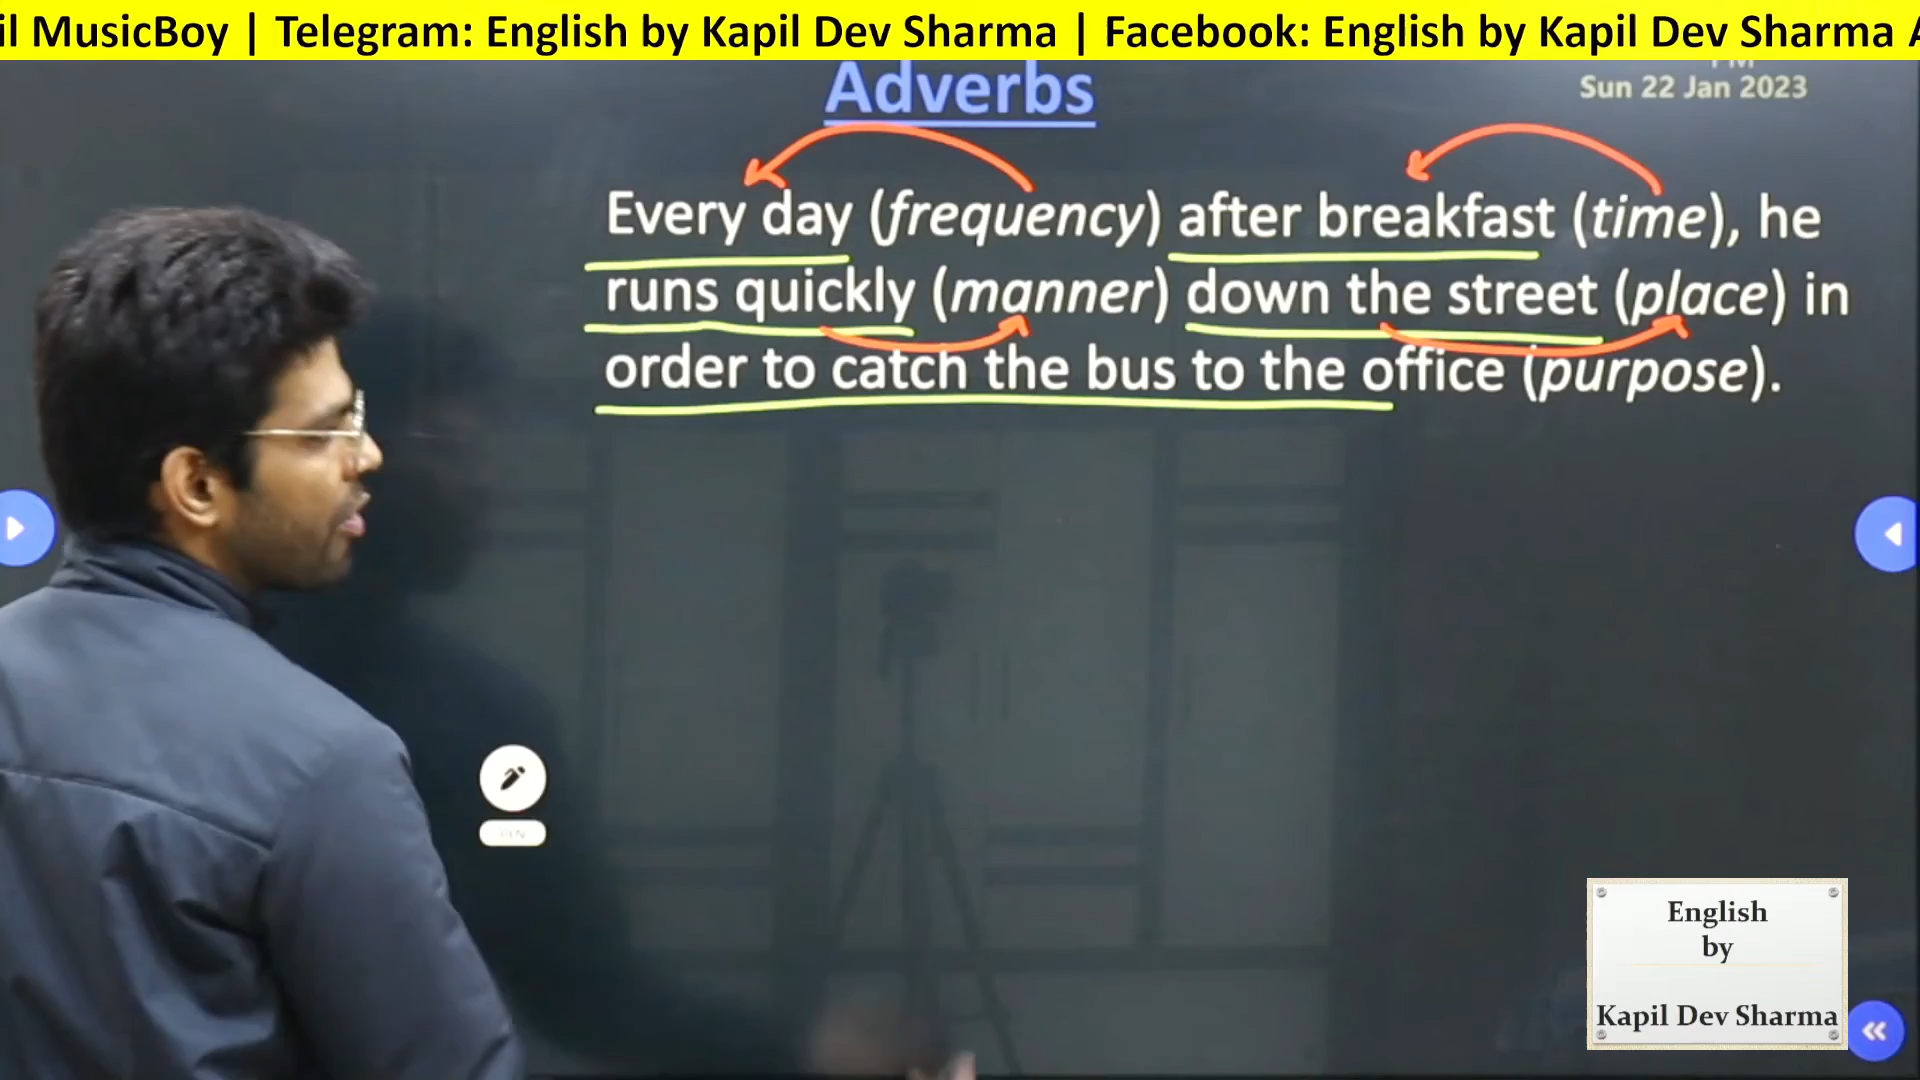 il MusicBoy | Telegram: English by Kapil Dev Sharma | Facebook: English by Kapil Dev Sharma
Adverbs
PM
Sun 22 Jan 2023
Every day (frequency) after breakfast (time), he
runs quickly (manner) down the street (place) in
order to catch the bus to the office (purpose).
PEN
English
by
Kapil Dev Sharma